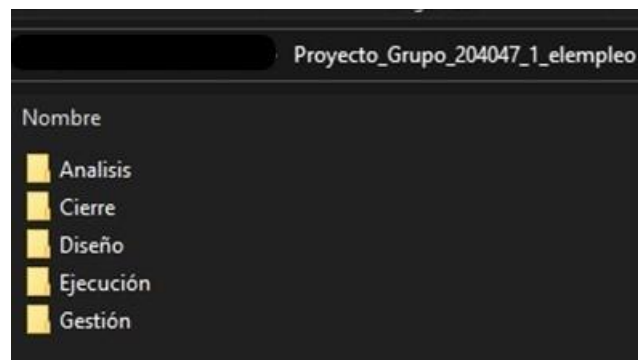 Proyecto_Grupo_204047_1_elempleo
Nombre
Analisis
Cierre
Diseño
Ejecución
Gestión